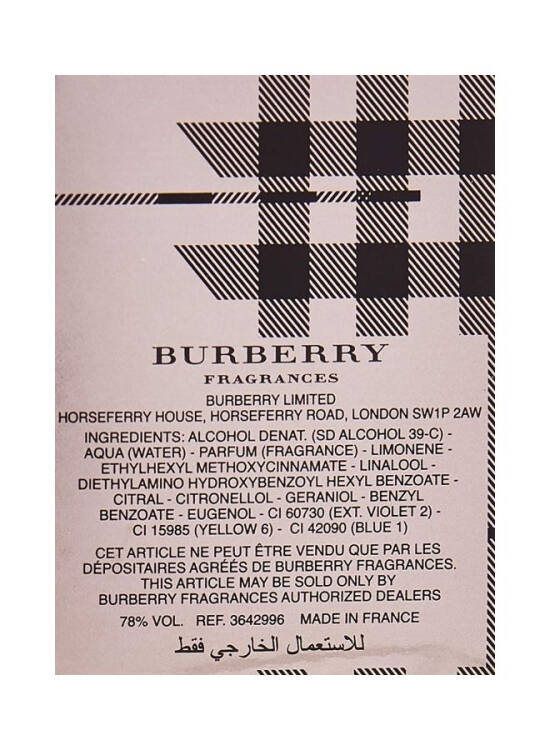 BURBERRY
FRAGRANCES
BURBERRY LIMITED
HORSEFERRY HOUSE, HORSEFERRY ROAD, LONDON SW1P 2AW
INGREDIENTS: ALCOHOL DENAT. (SD ALCOHOL 39-C) -
AQUA (WATER) - PARFUM (FRAGRANCE) - LIMONENE -
ETHYLHEXYL METHOXYCINNAMATE - LINALOOL -
DIETHYLAMINO HYDROXYBENZOYL HEXYL BENZOATE -
CITRAL - CITRONELLOL - GERANIOL - BENZYL
BENZOATE - EUGENOL - CI 60730 (EXT. VIOLET 2) -
CI 15985 (YELLOW 6) - CI 42090 (BLUE 1)
CET ARTICLE NE PEUT ÊTRE VENDU QUE PAR LES
DÉPOSITAIRES AGRÉÉS DE BURBERRY FRAGRANCES.
THIS ARTICLE MAY BE SOLD ONLY BY
BURBERRY FRAGRANCES AUTHORIZED DEALERS
78% VOL. REF. 3642996 MADE IN FRANCE
للاستعمال الخارجي فقط